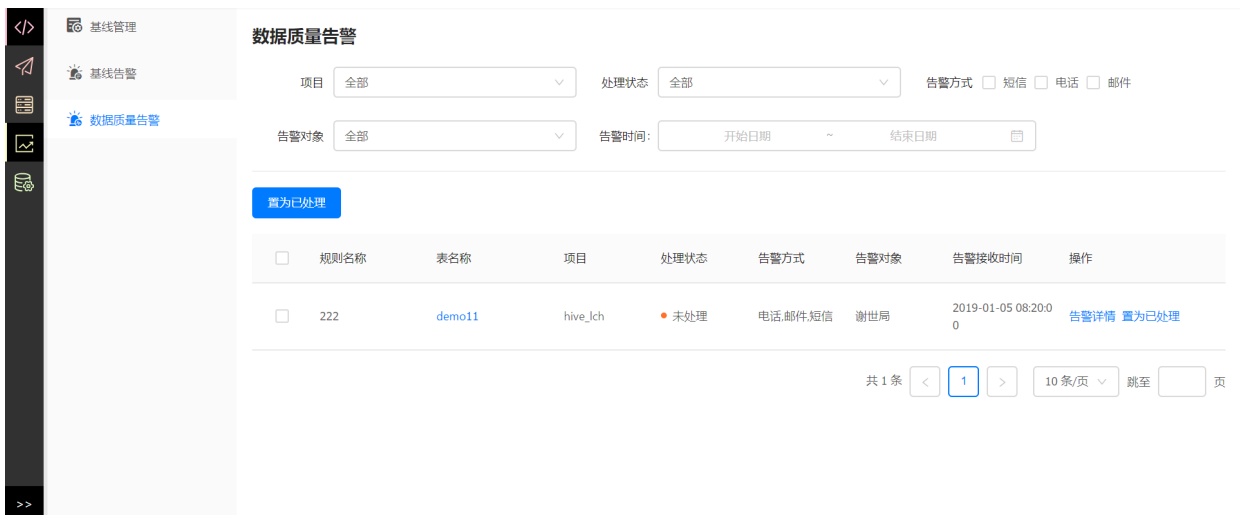 基线管理
基线告警
数据质量告警
数据质量告警
项目 全部 处理状态 全部 告警方式 短信 电话 邮件
告警对象 全部 告警时间: 开始日期 ~ 结束日期
置为已处理
规则名称 表名称 项目 处理状态 告警方式 告警对象 告警接收时间 操作
222 demo11 hive_lch 未处理 电话,邮件,短信 谢世局 2019-01-05 08:20:0
0 告警详情 置为已处理
共 1 条 < 1 > 10 条/页 跳至 页
>>